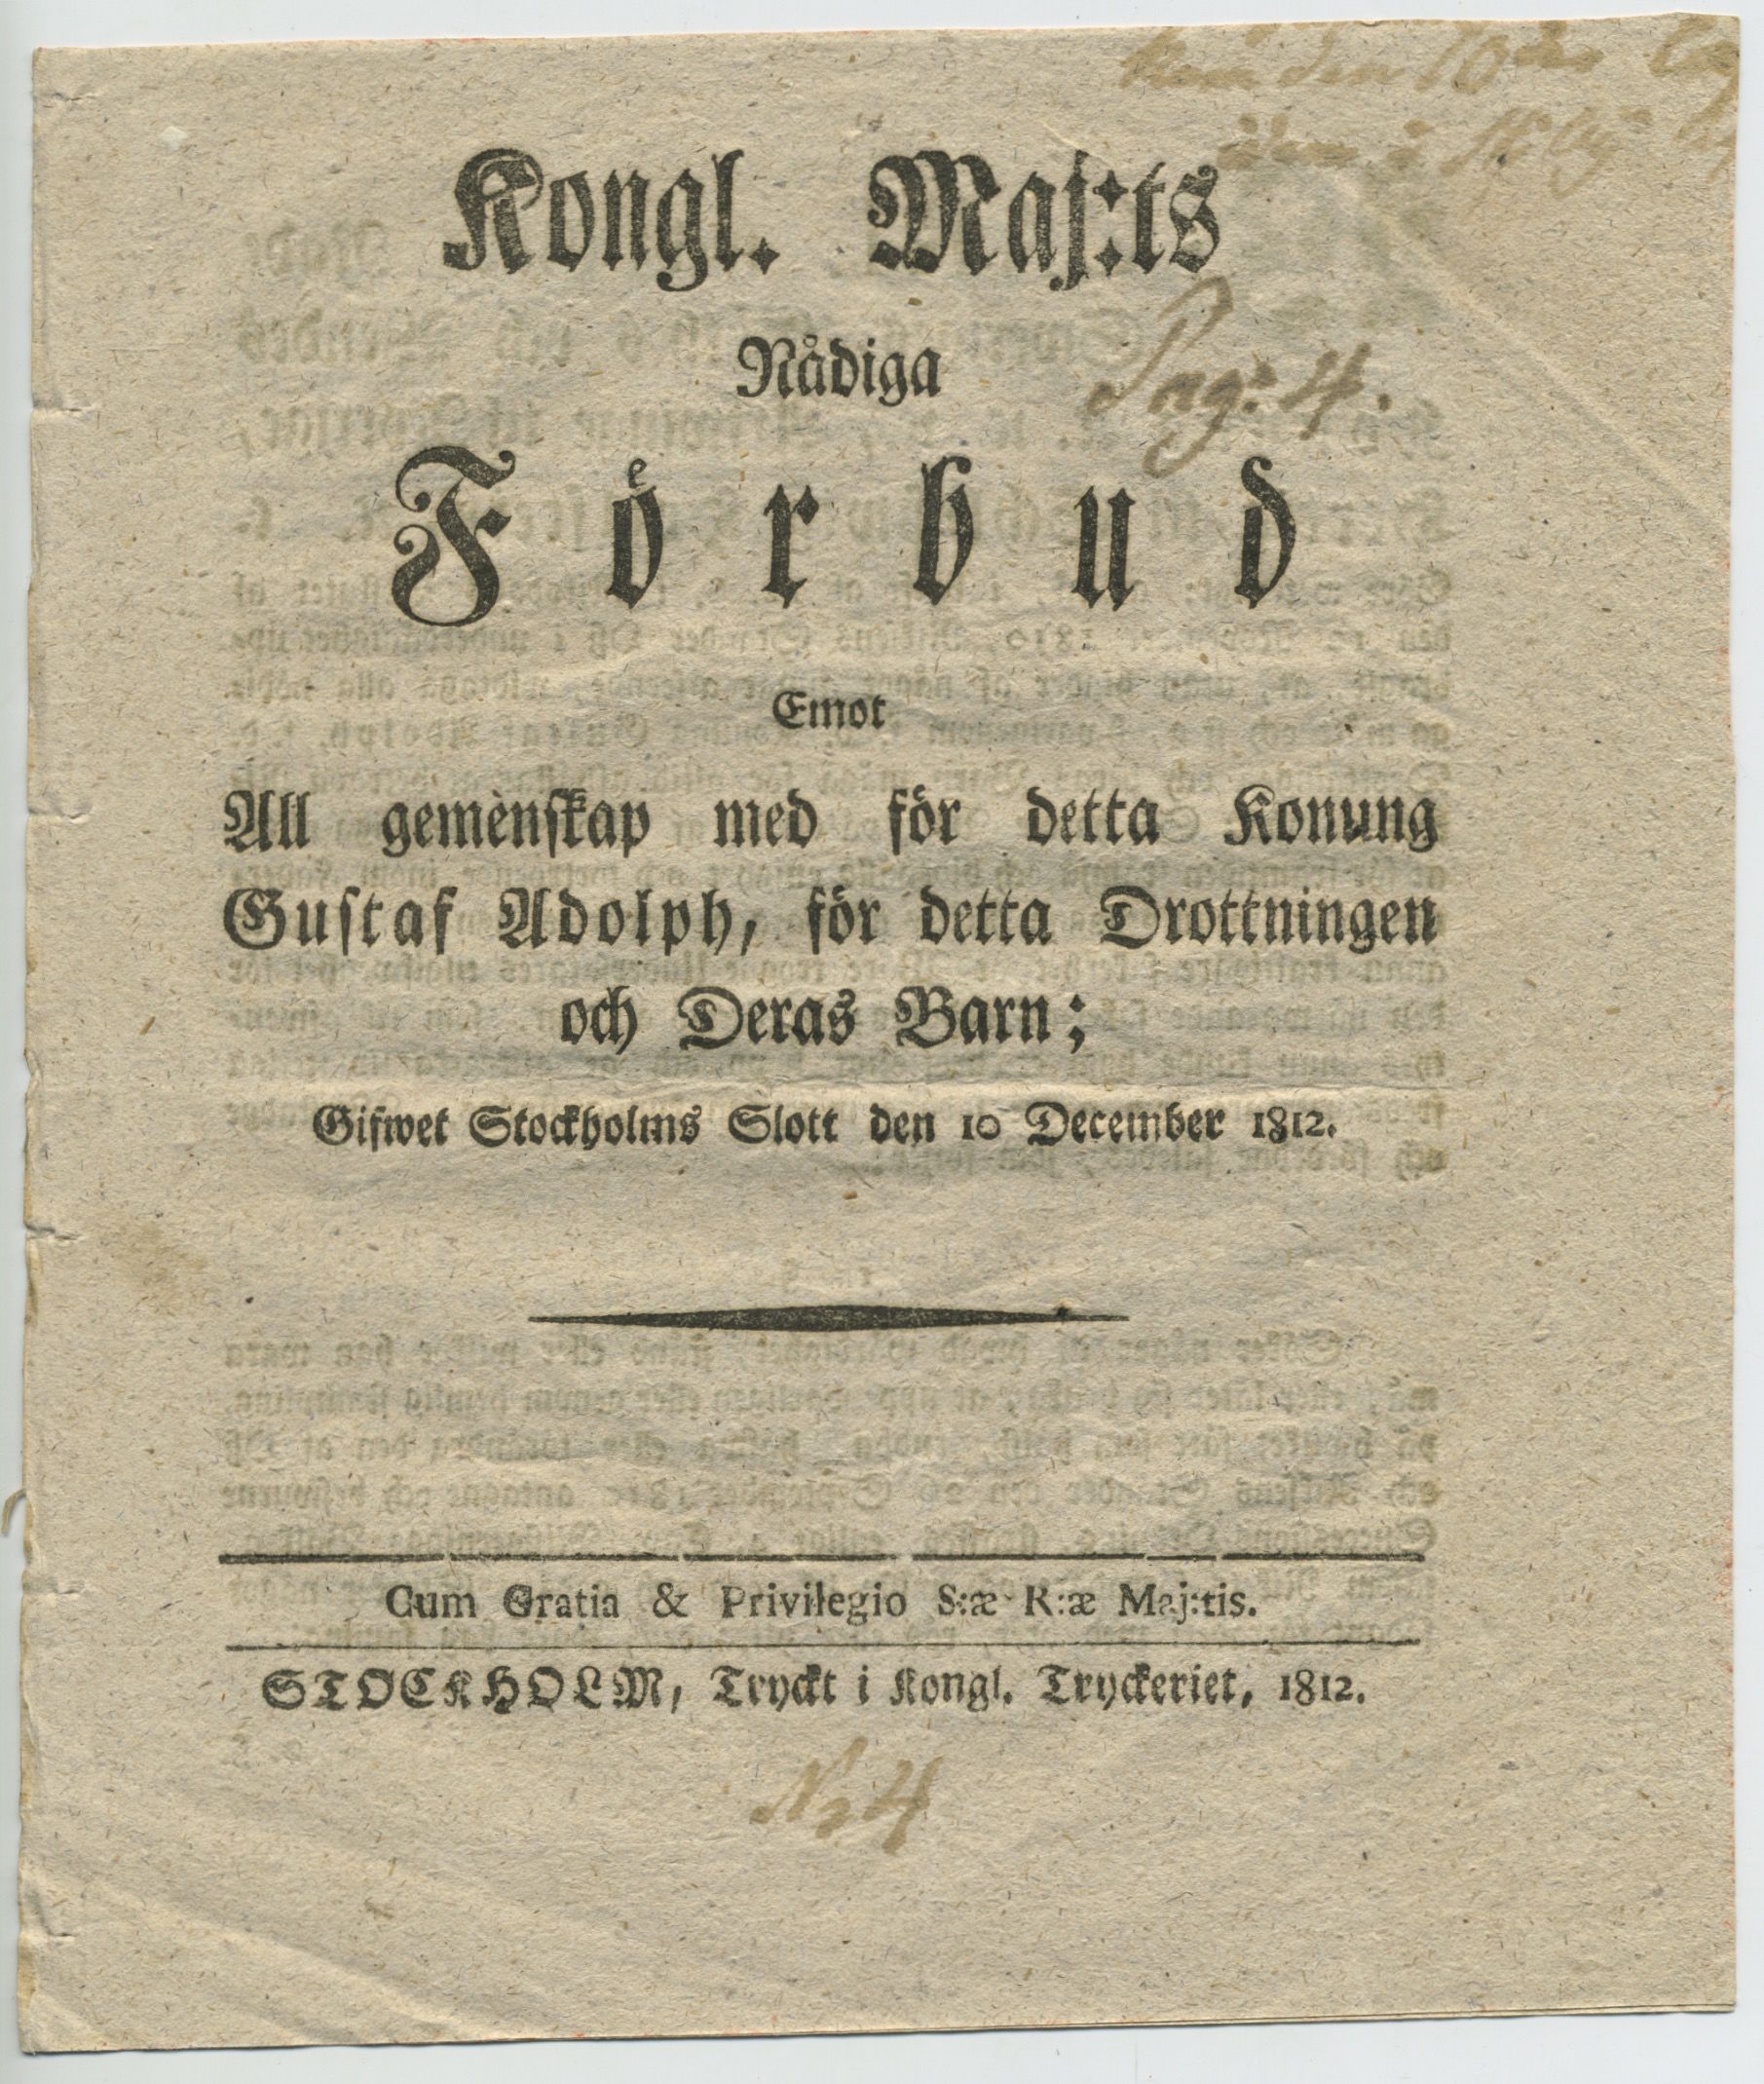 Kongl. Maj:ts
Nådiga
Pag: 4.
Förbud
Emot
All gemenskap med för detta Konung
Gustaf Adolph, för detta Drottningen
och Deras Barn;
Gifwet Stockholms Slott den 10 December 1812.
Cum Gratia & Privilegio S:æ R:æ Maj:tis.
STOCKHOLM, Tryckt i Kongl. Tryckeriet, 1812.
No 4